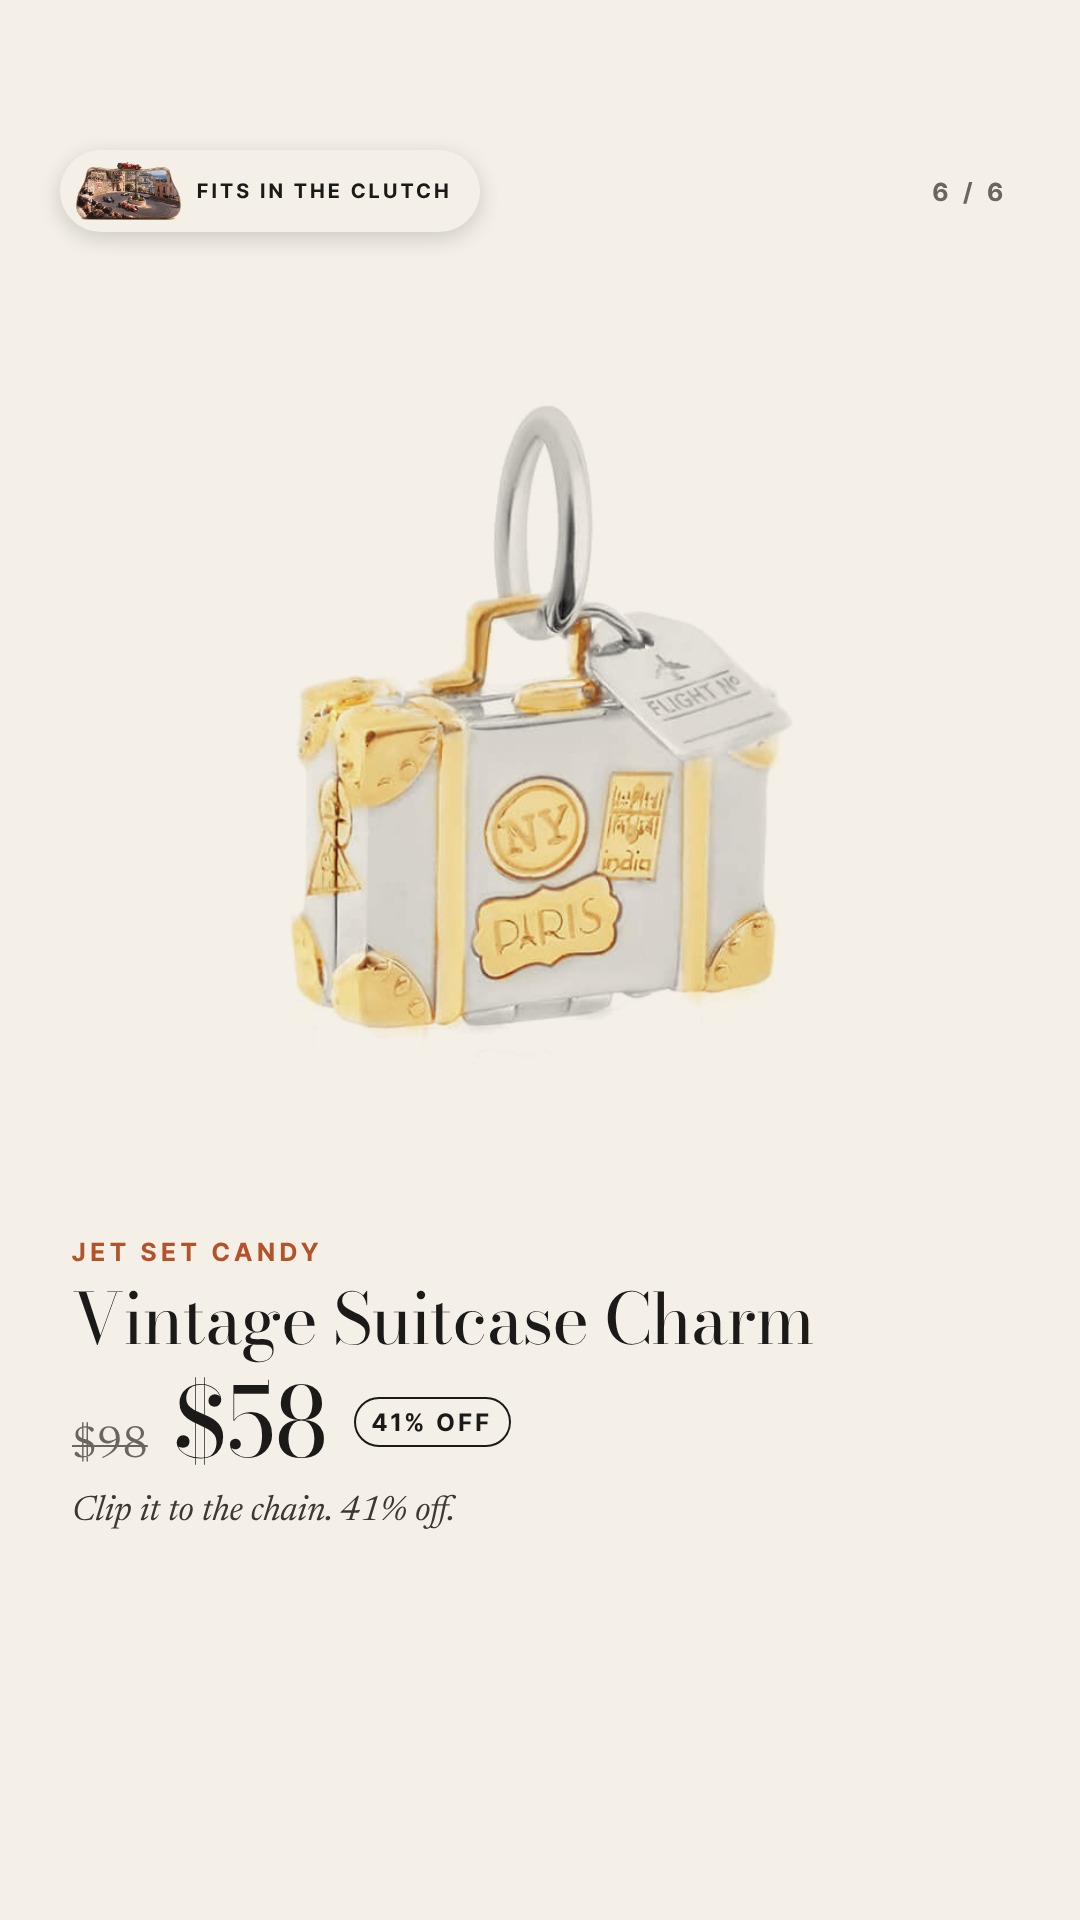 FITS IN THE CLUTCH
6 / 6
FLIGHT Nº
NY
india
PARIS
JET SET CANDY
Vintage Suitcase Charm
$98 $58 41% OFF
Clip it to the chain. 41% off.